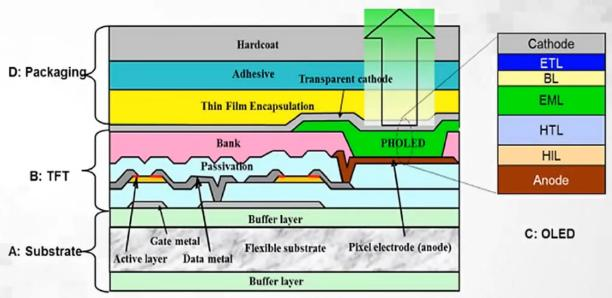 Hardcoat
D: Packaging
Adhesive
Transparent cathode
Thin Film Encapsulation
Bank
PHOLED
Passivation
B: TFT
Buffer layer
Gate metal
Pixel electrode (anode)
A: Substrate
Active layer
Data metal
Flexible substrate
Buffer layer
Cathode
ETL
BL
EML
HTL
HIL
Anode
C: OLED